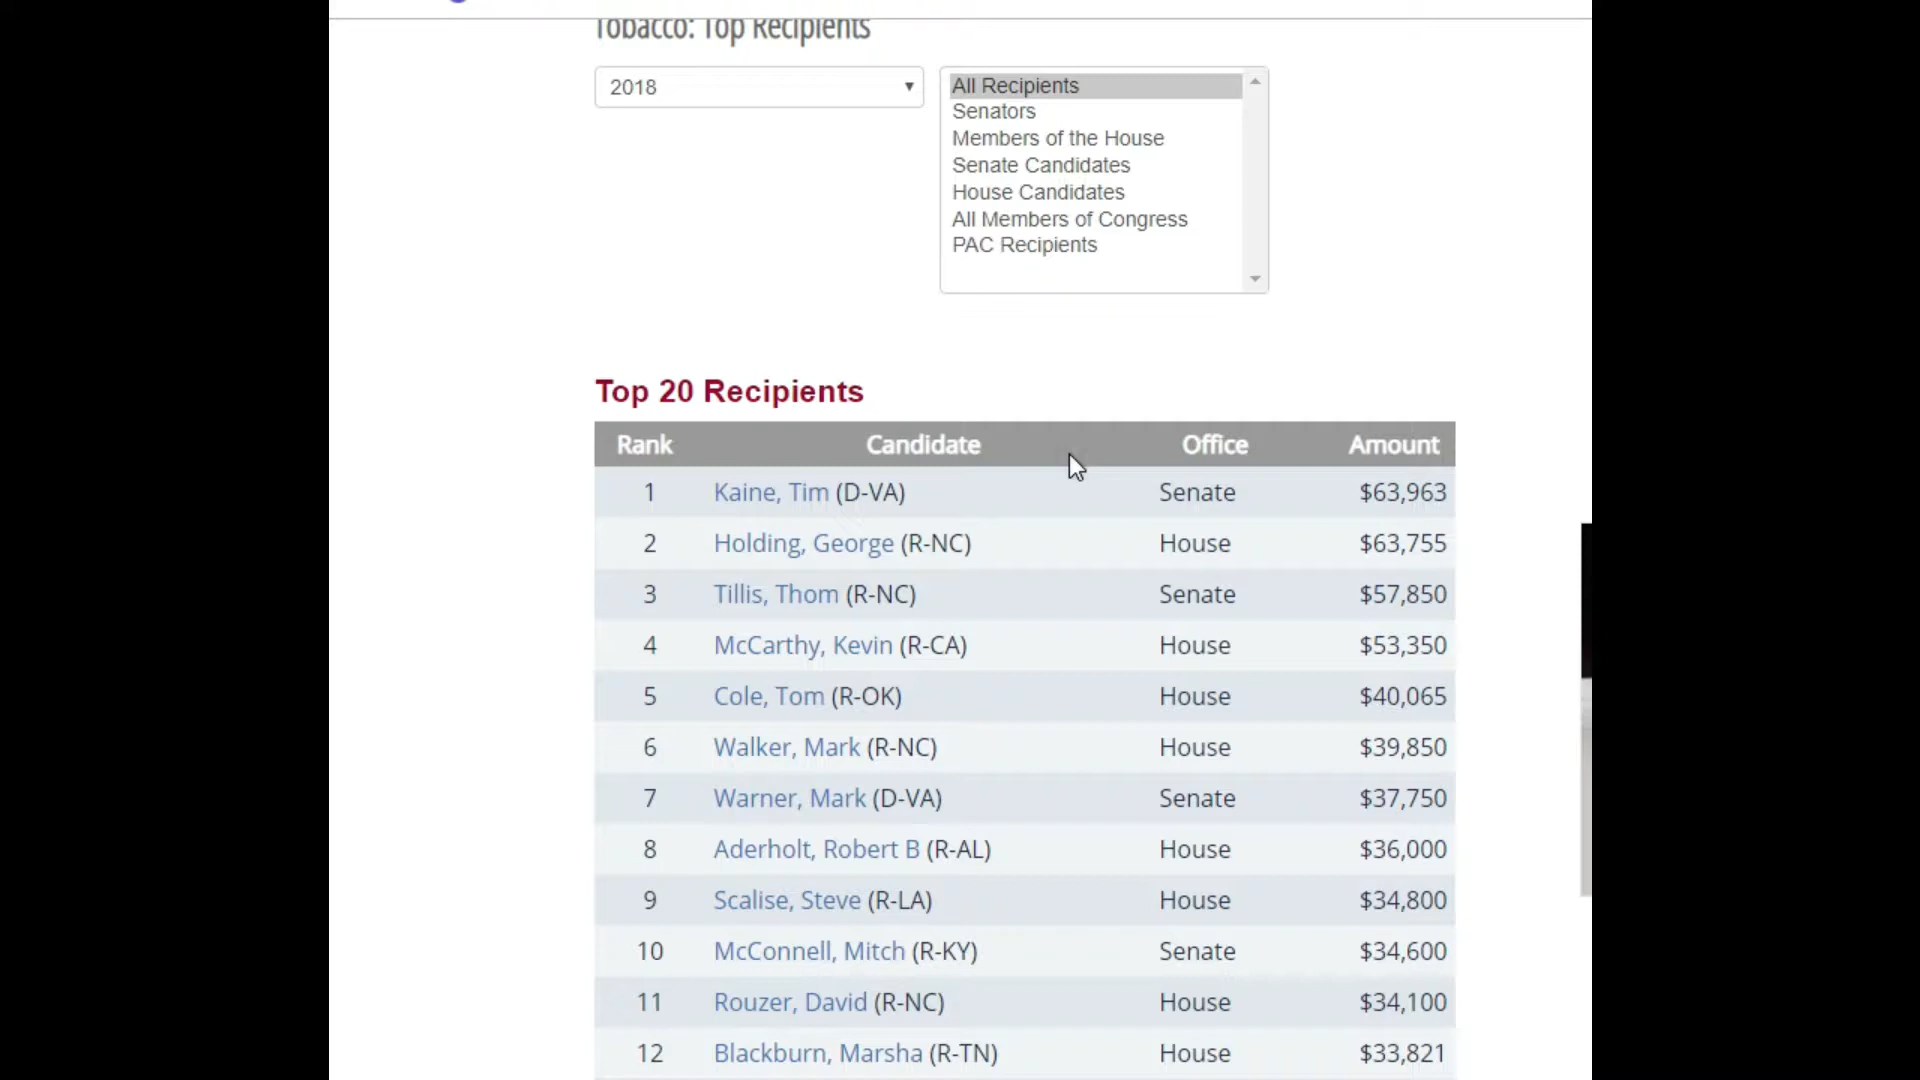 Tobacco: Top Recipients
2018
All Recipients
Senators
Members of the House
Senate Candidates
House Candidates
All Members of Congress
PAC Recipients
Top 20 Recipients
Rank Candidate Office Amount
1 Kaine, Tim (D-VA) Senate $63,963
2 Holding, George (R-NC) House $63,755
3 Tillis, Thom (R-NC) Senate $57,850
4 McCarthy, Kevin (R-CA) House $53,350
5 Cole, Tom (R-OK) House $40,065
6 Walker, Mark (R-NC) House $39,850
7 Warner, Mark (D-VA) Senate $37,750
8 Aderholt, Robert B (R-AL) House $36,000
9 Scalise, Steve (R-LA) House $34,800
10 McConnell, Mitch (R-KY) Senate $34,600
11 Rouzer, David (R-NC) House $34,100
12 Blackburn, Marsha (R-TN) House $33,821